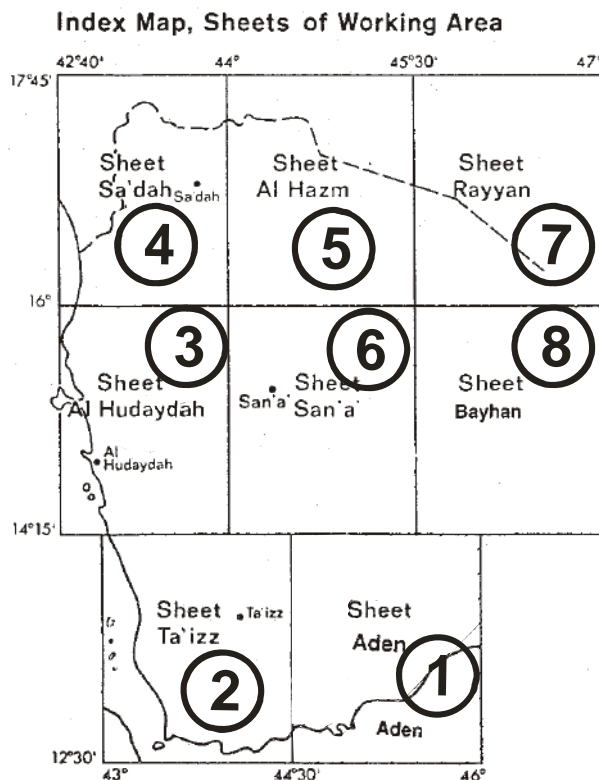 Index Map, Sheets of Working Area
42°40' 44° 45°30' 47°
17°45'
Sheet Sheet Sheet
Sa'dah Sa'dah Al Hazm Rayyan
4 5 7
16°
3 6 8
Sheet Sheet Sheet
Al Hudaydah San'a' San'a' Bayhan
Al
Hudaydah
14°15'
Sheet Ta'izz Sheet
Ta'izz Aden
2 1
Aden
12°30'
43° 44°30' 46°